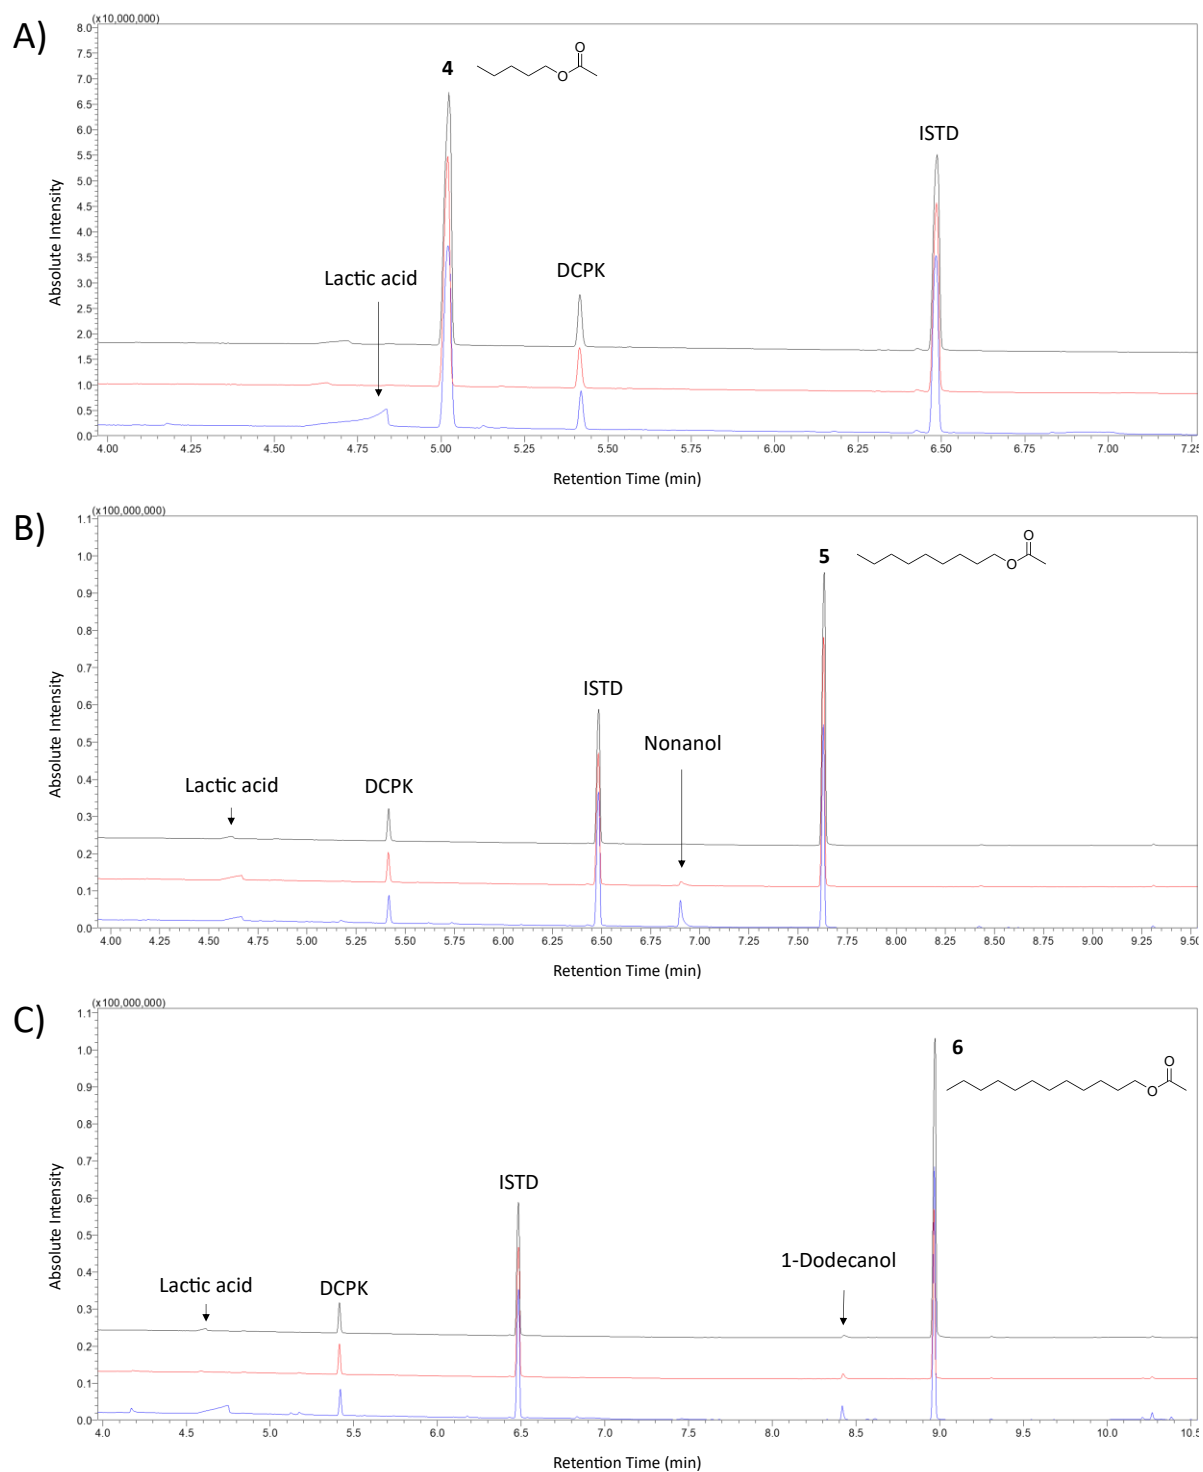 A)
(x10,000,000)
8.0
7.5
7.0
6.5
6.0
5.5
5.0
4.5
4.0
3.5
3.0
2.5
2.0
1.5
1.0
0.5
0.0
Absolute Intensity
4
O
O
ISTD
DCPK
Lactic acid
4.00 4.25 4.50 4.75 5.00 5.25 5.50 5.75 6.00 6.25 6.50 6.75 7.00 7.25
Retention Time (min)
B)
(x100,000,000)
1.1
1.0
0.9
0.8
0.7
0.6
0.5
0.4
0.3
0.2
0.1
0.0
Absolute Intensity
5
O
O
ISTD
Nonanol
Lactic acid
DCPK
4.00 4.25 4.50 4.75 5.00 5.25 5.50 5.75 6.00 6.25 6.50 6.75 7.00 7.25 7.50 7.75 8.00 8.25 8.50 8.75 9.00 9.25 9.50
Retention Time (min)
C)
(x100,000,000)
1.1
1.0
0.9
0.8
0.7
0.6
0.5
0.4
0.3
0.2
0.1
0.0
Absolute Intensity
6
O
O
ISTD
1-Dodecanol
Lactic acid
DCPK
4.0 4.5 5.0 5.5 6.0 6.5 7.0 7.5 8.0 8.5 9.0 9.5 10.0 10.5
Retention Time (min)